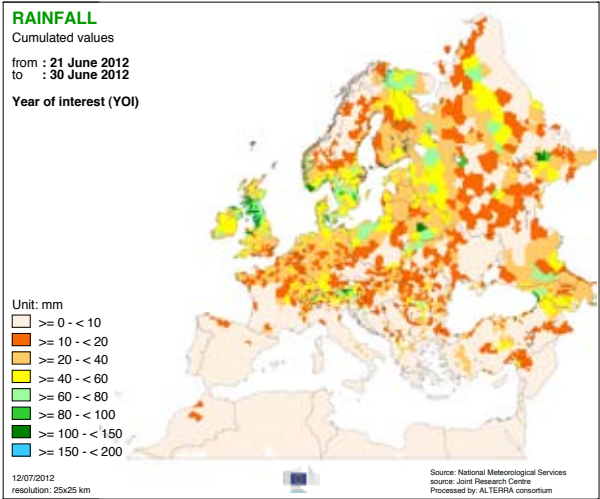 RAINFALL
Cumulated values
from : 21 June 2012
to : 30 June 2012
Year of interest (YOI)
Unit: mm
>= 0 - < 10
>= 10 - < 20
>= 20 - < 40
>= 40 - < 60
>= 60 - < 80
>= 80 - < 100
>= 100 - < 150
>= 150 - < 200
12/07/2012
resolution: 25x25 km
Source: National Meteorological Services
source: Joint Research Centre
Processed by: ALTERRA consortium